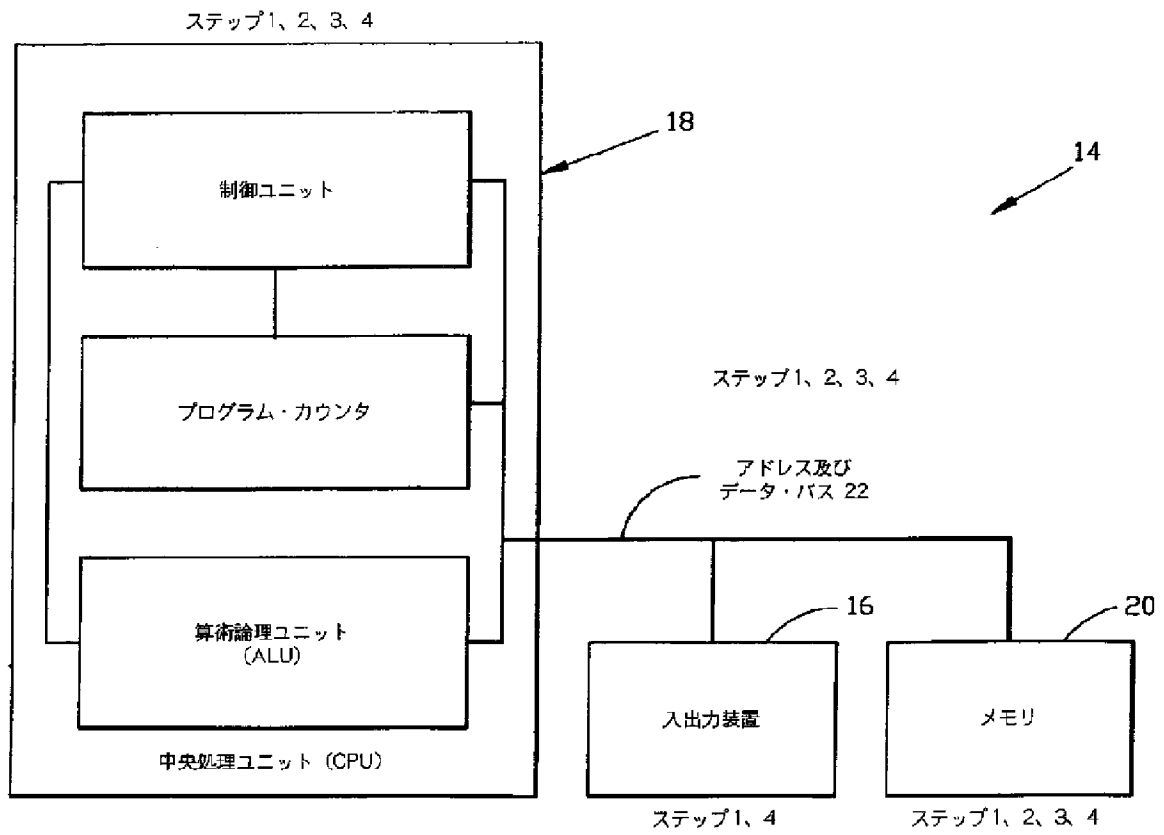 ステップ1、2、3、4
18
14
制御ユニット
プログラム・カウンタ
ステップ1、2、3、4
アドレス及び
データ・バス 22
算術論理ユニット
(ALU)
16
20
入出力装置
メモリ
中央処理ユニット (CPU)
ステップ1、4
ステップ1、2、3、4